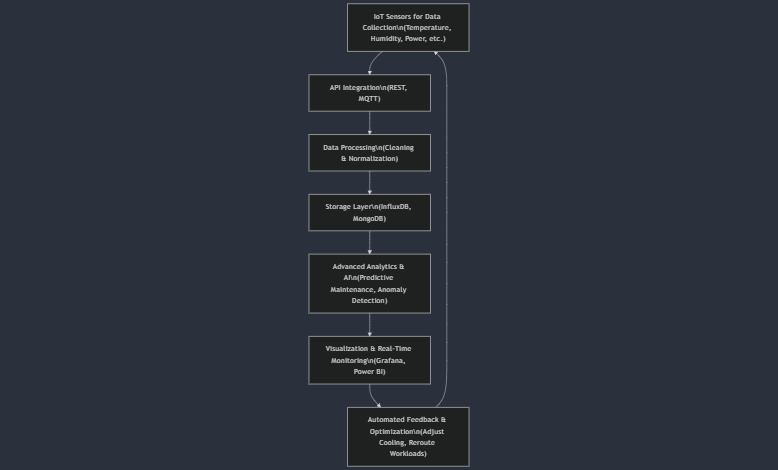 IoT Sensors for Data
Collection\n(Temperature,
Humidity, Power, etc.)
API Integration\n(REST,
MQTT)
Data Processing\n(Cleaning
& Normalization)
Storage Layer\n(InfluxDB,
MongoDB)
Advanced Analytics &
AI\n(Predictive
Maintenance, Anomaly
Detection)
Visualization & Real-Time
Monitoring\n(Grafana,
Power BI)
Automated Feedback &
Optimization\n(Adjust
Cooling, Reroute
Workloads)